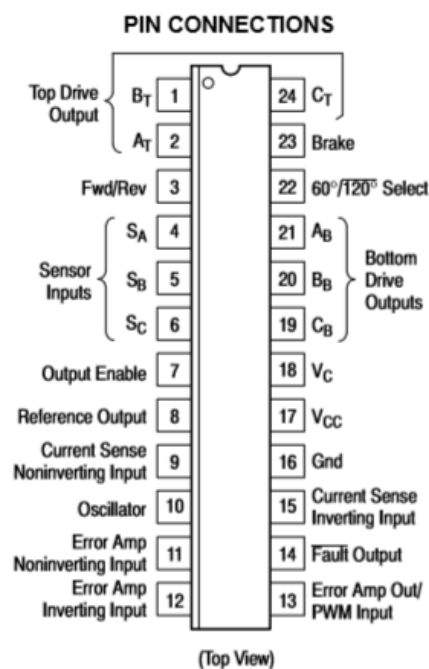 PIN CONNECTIONS
Top Drive
Output
BT 1
AT 2
Fwd/Rev 3
Sensor
Inputs
SA 4
SB 5
SC 6
Output Enable 7
Reference Output 8
Current Sense
Noninverting Input 9
Oscillator 10
Error Amp
Noninverting Input 11
Error Amp
Inverting Input 12
24 CT
23 Brake
22 60°/120° Select
21 AB
20 BB
19 CB
Bottom
Drive
Outputs
18 VC
17 VCC
16 Gnd
15 Current Sense
Inverting Input
14 Fault Output
13 Error Amp Out/
PWM Input
(Top View)